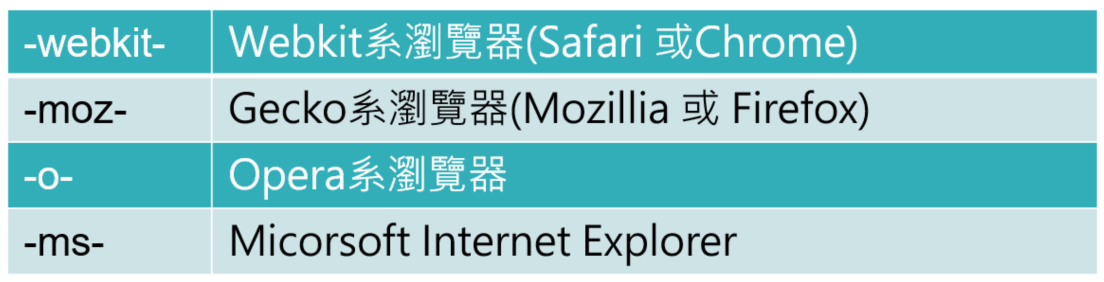 -webkit- Webkit系瀏覽器(Safari 或Chrome)
-moz- Gecko系瀏覽器(Mozillia 或 Firefox)
-o- Opera系瀏覽器
-ms- Micorsoft Internet Explorer